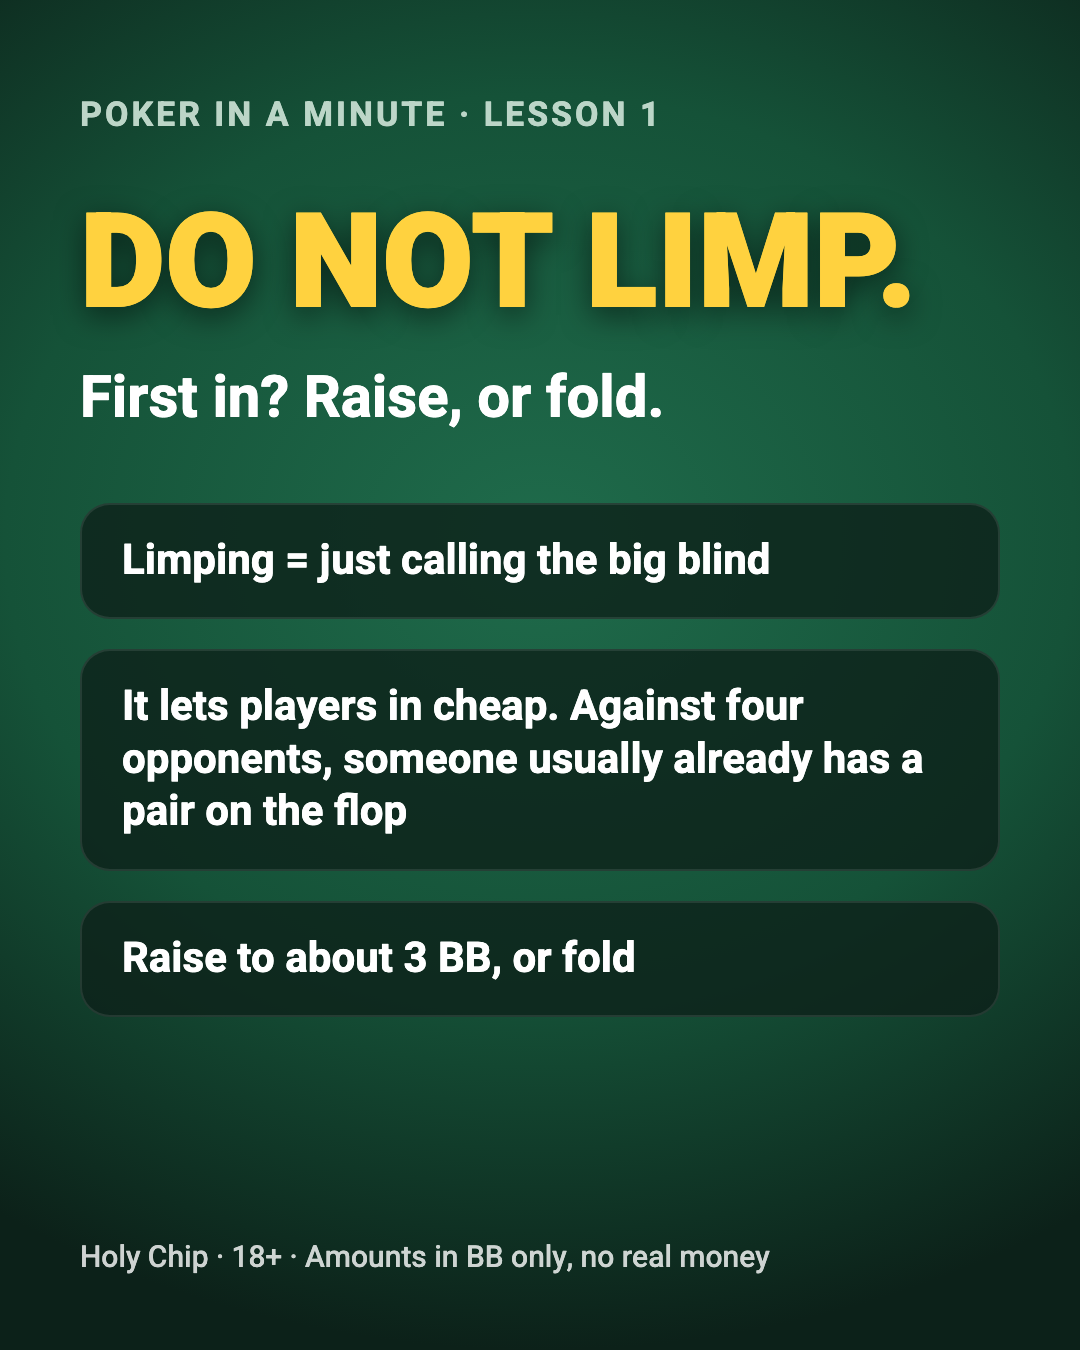 POKER IN A MINUTE · LESSON 1
DO NOT LIMP.
First in? Raise, or fold.
Limping = just calling the big blind
It lets players in cheap. Against four
opponents, someone usually already has a
pair on the flop
Raise to about 3 BB, or fold
Holy Chip · 18+ · Amounts in BB only, no real money